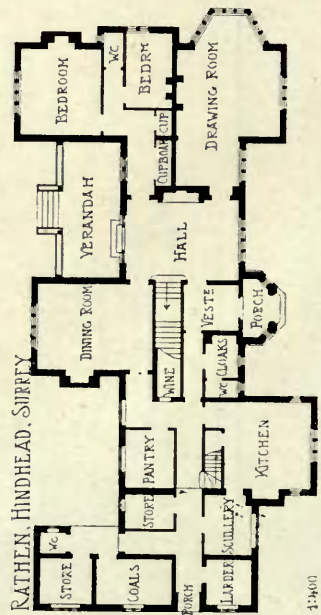 RATHEN, HINDHEAD, SURREY
BEDROOM
WC
BEDRM
CUPBOARD
CUP
DRAWING ROOM
VERANDAH
HALL
DINING ROOM
VESTE
PORCH
WINE
WC
CLOAKS
PANTRY
KITCHEN
STORE
SCULLERY
WC
STORE
COALS
PORCH
LARDER
1:400